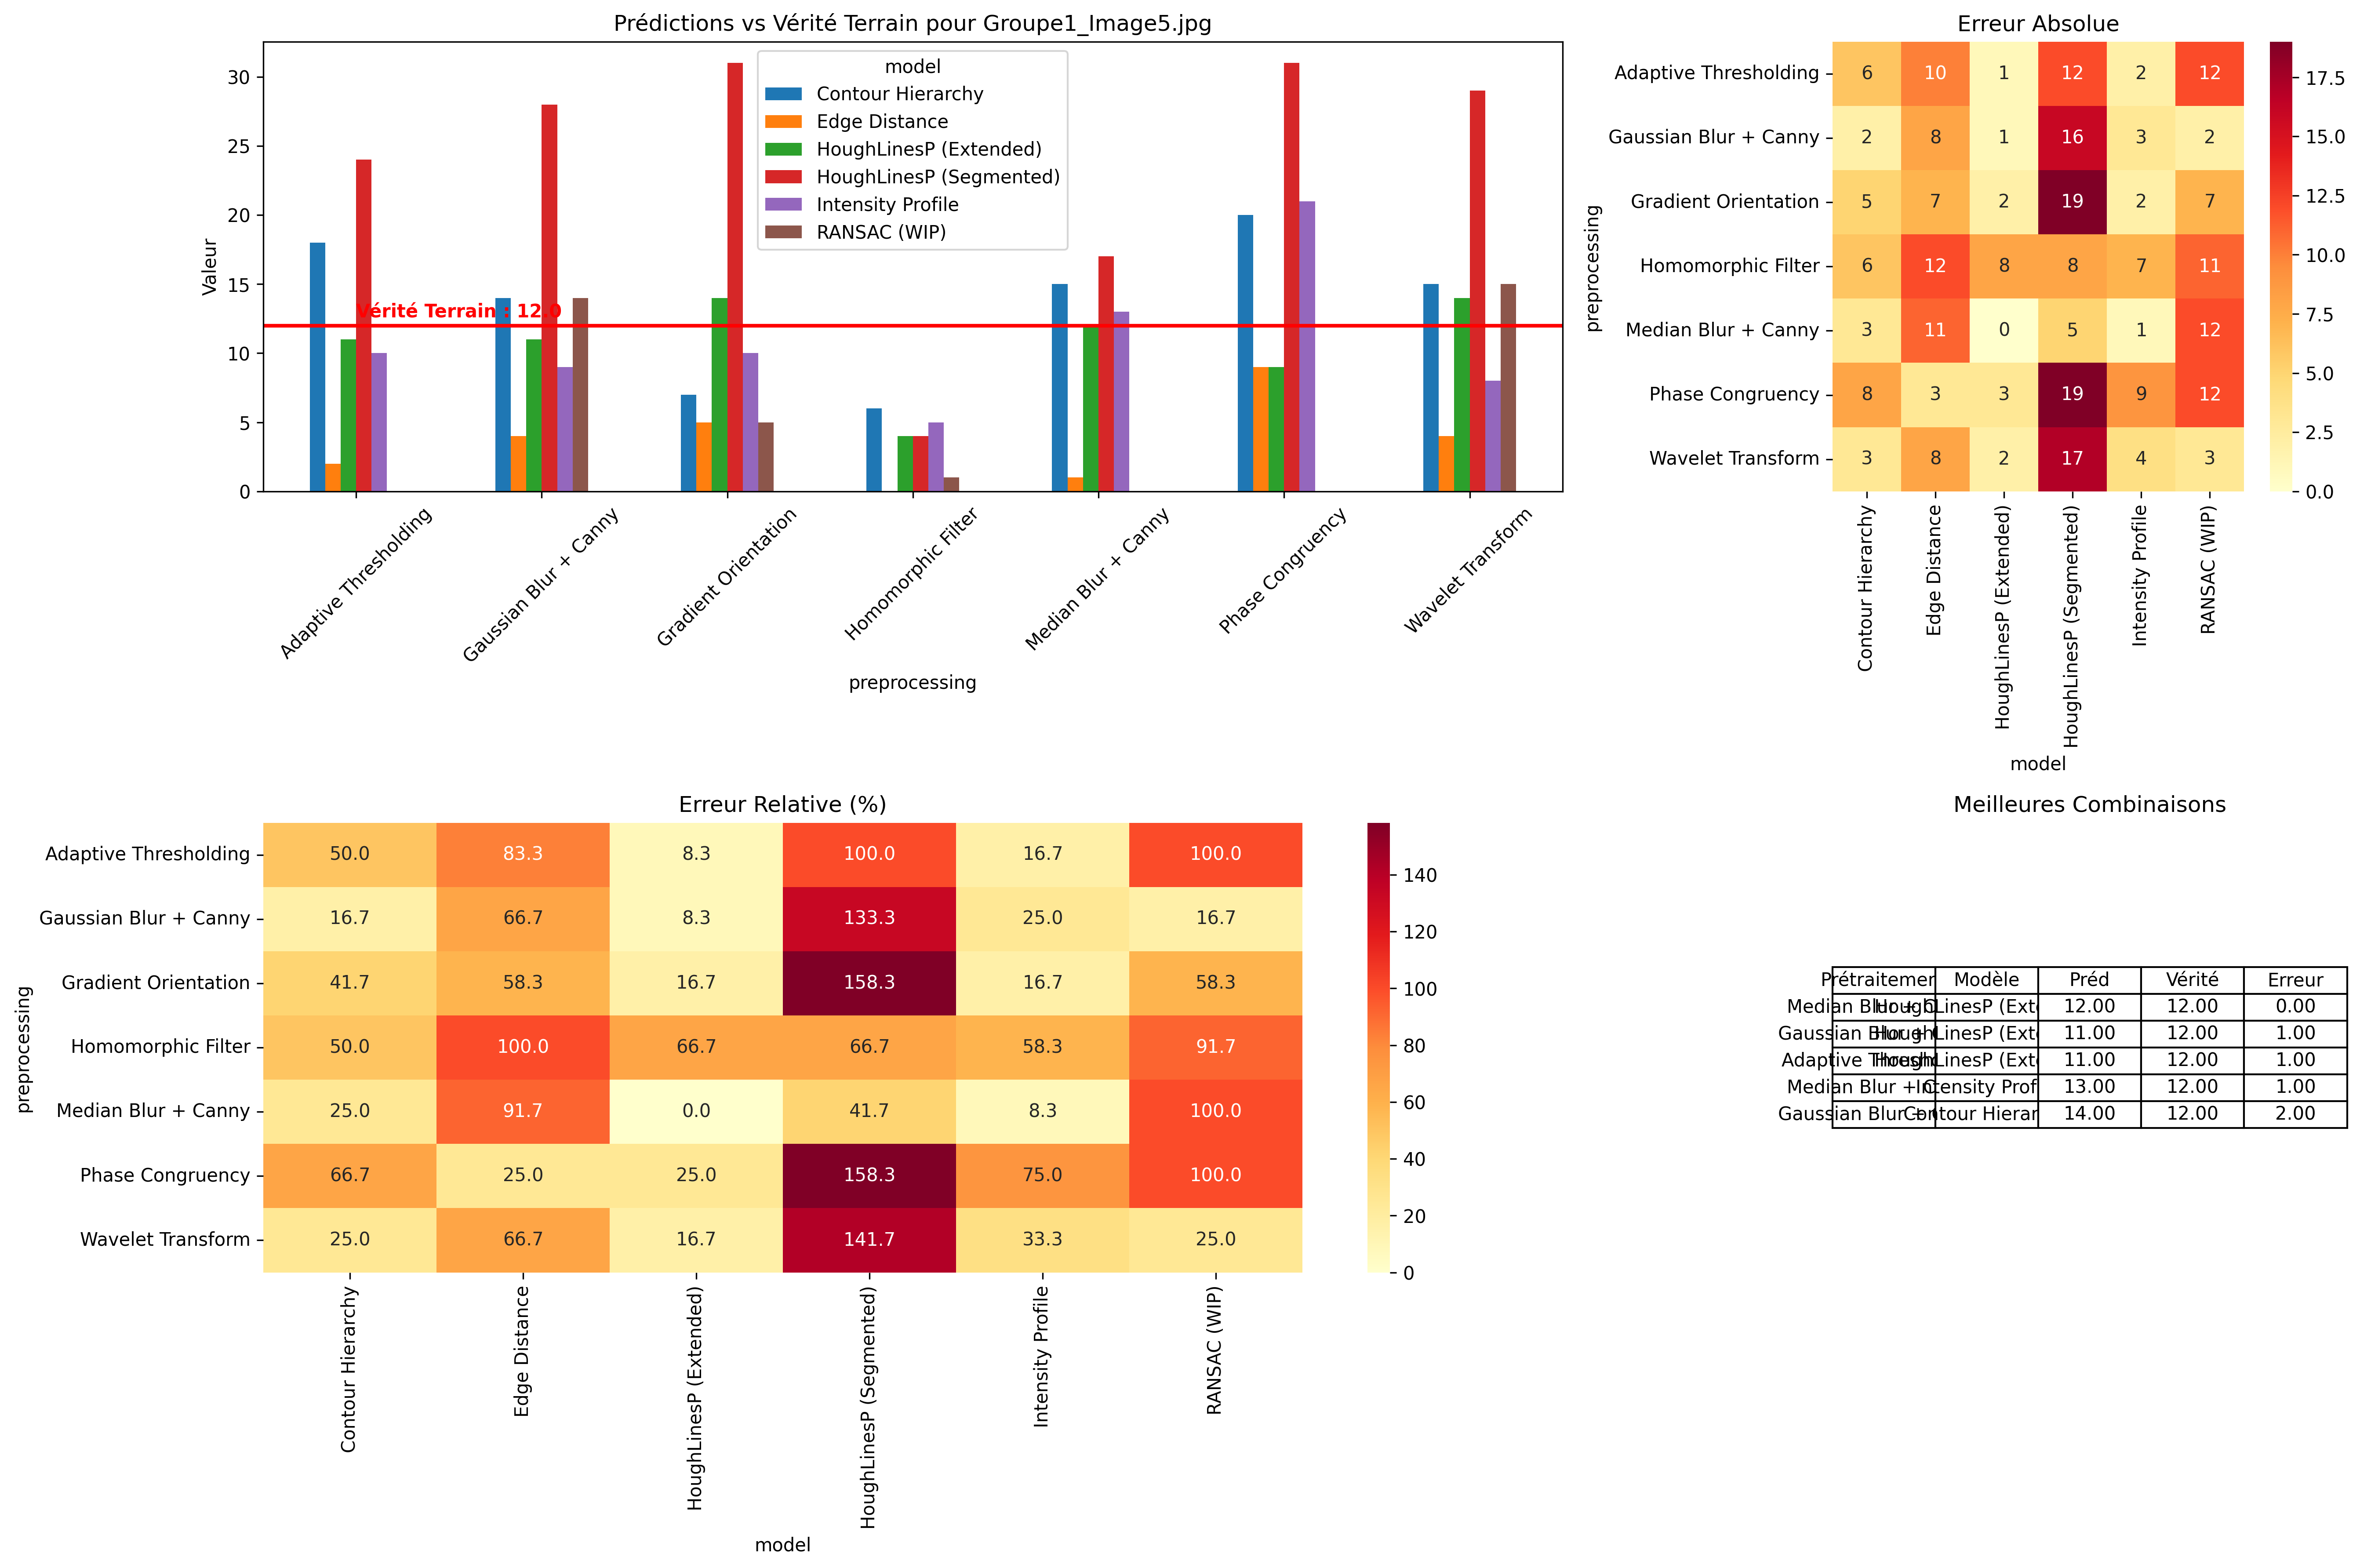 Prédictions vs Vérité Terrain pour Groupe1_Image5.jpg
Valeur
30
25
20
15
10
5
0
model
Contour Hierarchy
Edge Distance
HoughLinesP (Extended)
HoughLinesP (Segmented)
Intensity Profile
RANSAC (WIP)
Vérité Terrain : 12.0
Adaptive Thresholding
Gaussian Blur + Canny
Gradient Orientation
Homomorphic Filter
Median Blur + Canny
Phase Congruency
Wavelet Transform
preprocessing
Erreur Absolue
preprocessing
Adaptive Thresholding 6 10 1 12 2 12
Gaussian Blur + Canny 2 8 1 16 3 2
Gradient Orientation 5 7 2 19 2 7
Homomorphic Filter 6 12 8 8 7 11
Median Blur + Canny 3 11 0 5 1 12
Phase Congruency 8 3 3 19 9 12
Wavelet Transform 3 8 2 17 4 3
Contour Hierarchy
Edge Distance
HoughLinesP (Extended)
HoughLinesP (Segmented)
Intensity Profile
RANSAC (WIP)
model
17.5
15.0
12.5
10.0
7.5
5.0
2.5
0.0
Erreur Relative (%)
preprocessing
Adaptive Thresholding 50.0 83.3 8.3 100.0 16.7 100.0
Gaussian Blur + Canny 16.7 66.7 8.3 133.3 25.0 16.7
Gradient Orientation 41.7 58.3 16.7 158.3 16.7 58.3
Homomorphic Filter 50.0 100.0 66.7 66.7 58.3 91.7
Median Blur + Canny 25.0 91.7 0.0 41.7 8.3 100.0
Phase Congruency 66.7 25.0 25.0 158.3 75.0 100.0
Wavelet Transform 25.0 66.7 16.7 141.7 33.3 25.0
Contour Hierarchy
Edge Distance
HoughLinesP (Extended)
HoughLinesP (Segmented)
Intensity Profile
RANSAC (WIP)
model
140
120
100
80
60
40
20
0
Meilleures Combinaisons
Prétraitemen Modèle Préd Vérité Erreur
Median Blur + HoughLinesP (Ext 12.00 12.00 0.00
Gaussian Blur + HoughLinesP (Ext 11.00 12.00 1.00
Adaptive Thresh HoughLinesP (Ext 11.00 12.00 1.00
Median Blur + C Intensity Prof 13.00 12.00 1.00
Gaussian Blur + Contour Hierar 14.00 12.00 2.00